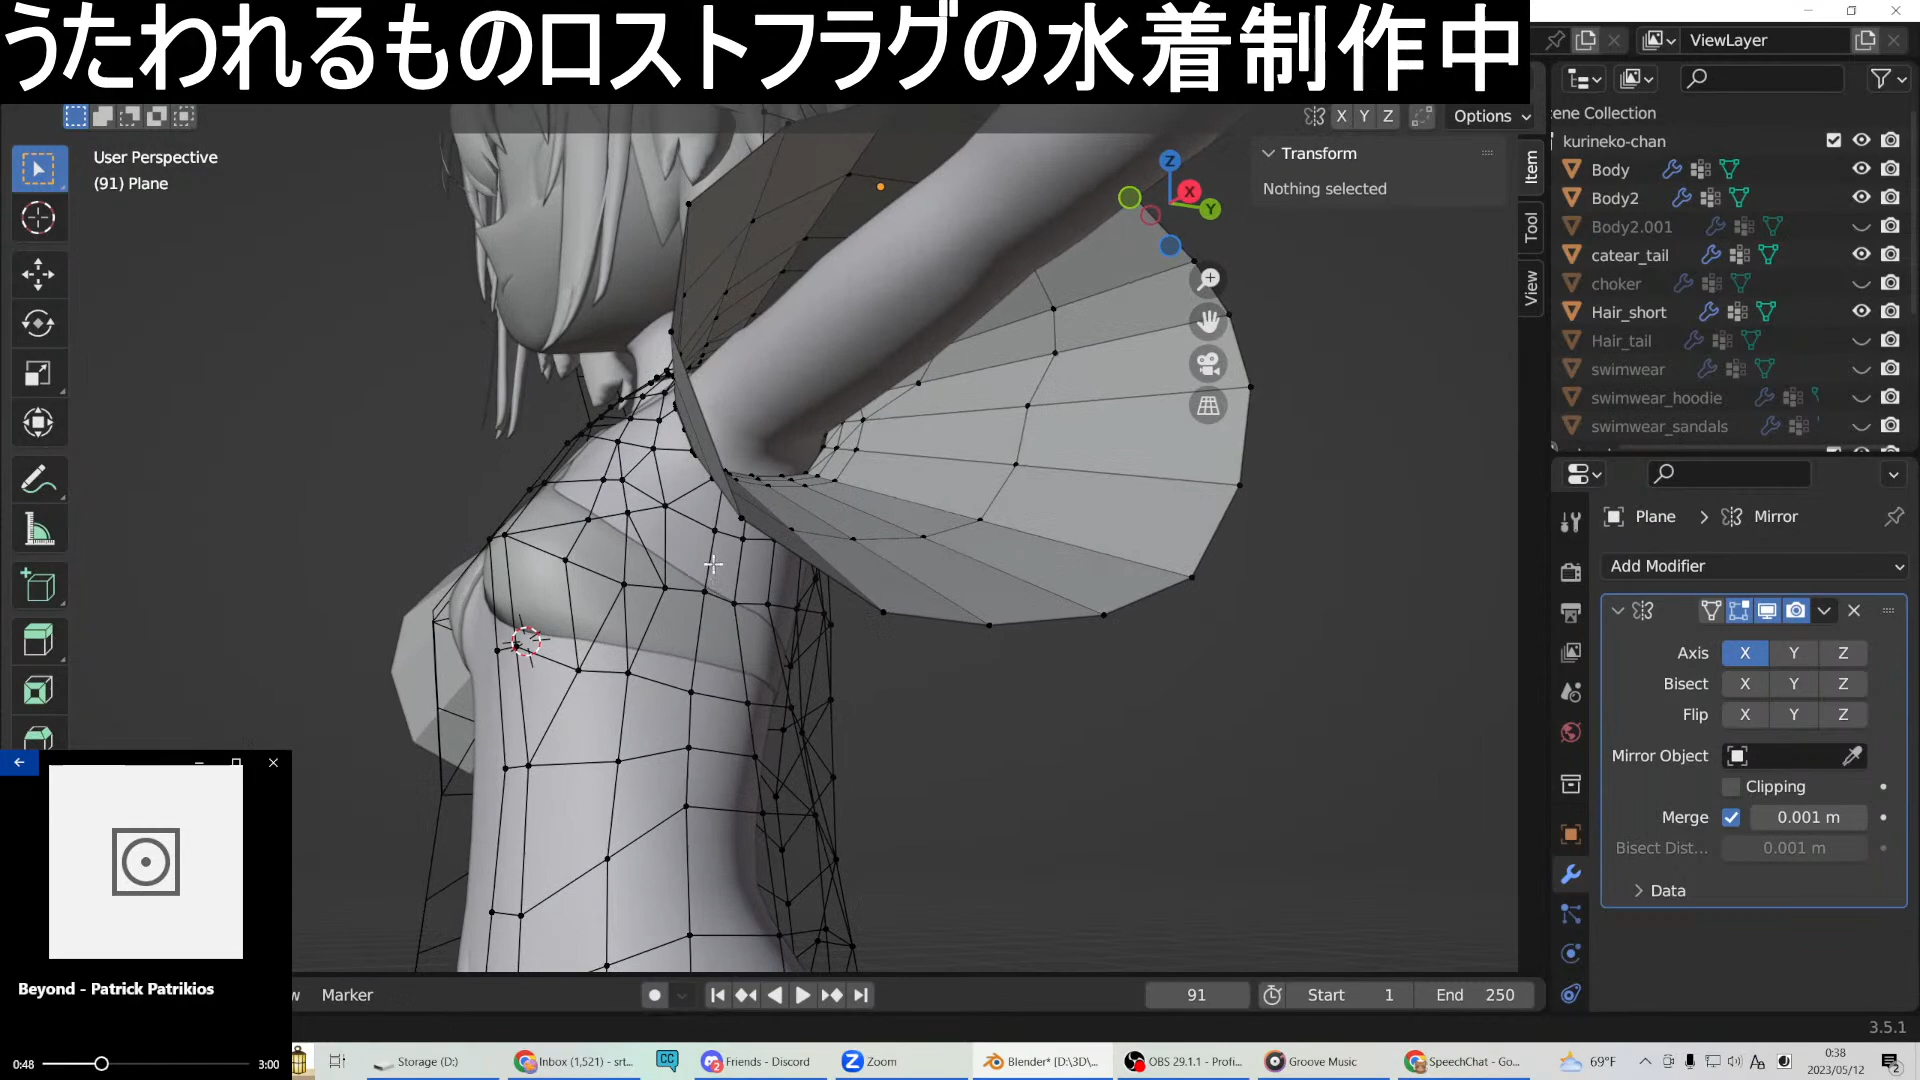 うたわれるものロストフラグの水着制作中
ViewLayer
X Y Z
Options
User Perspective
(91) Plane
Z
X
Y
Transform
Nothing selected
Item
Tool
View
cene Collection
kurineko-chan
Body
Body2
Body2.001
catear_tail
choker
Hair_short
Hair_tail
swimwear
swimwear_hoodie
swimwear_sandals
Plane > Mirror
Add Modifier
Axis X Y Z
Bisect X Y Z
Flip X Y Z
Mirror Object
Clipping
Merge 0.001 m
Bisect Dist... 0.001 m
Data
Beyond - Patrick Patrikios
0:48 3:00
Marker
91
Start 1
End 250
3.5.1
Storage (D:)
Inbox (1,521) - srt...
CC
Friends - Discord
Zoom
Blender* [D:\3D\...
OBS 29.1.1 - Profi...
Groove Music
SpeechChat - Go...
69°F
0:38
2023/05/12
2